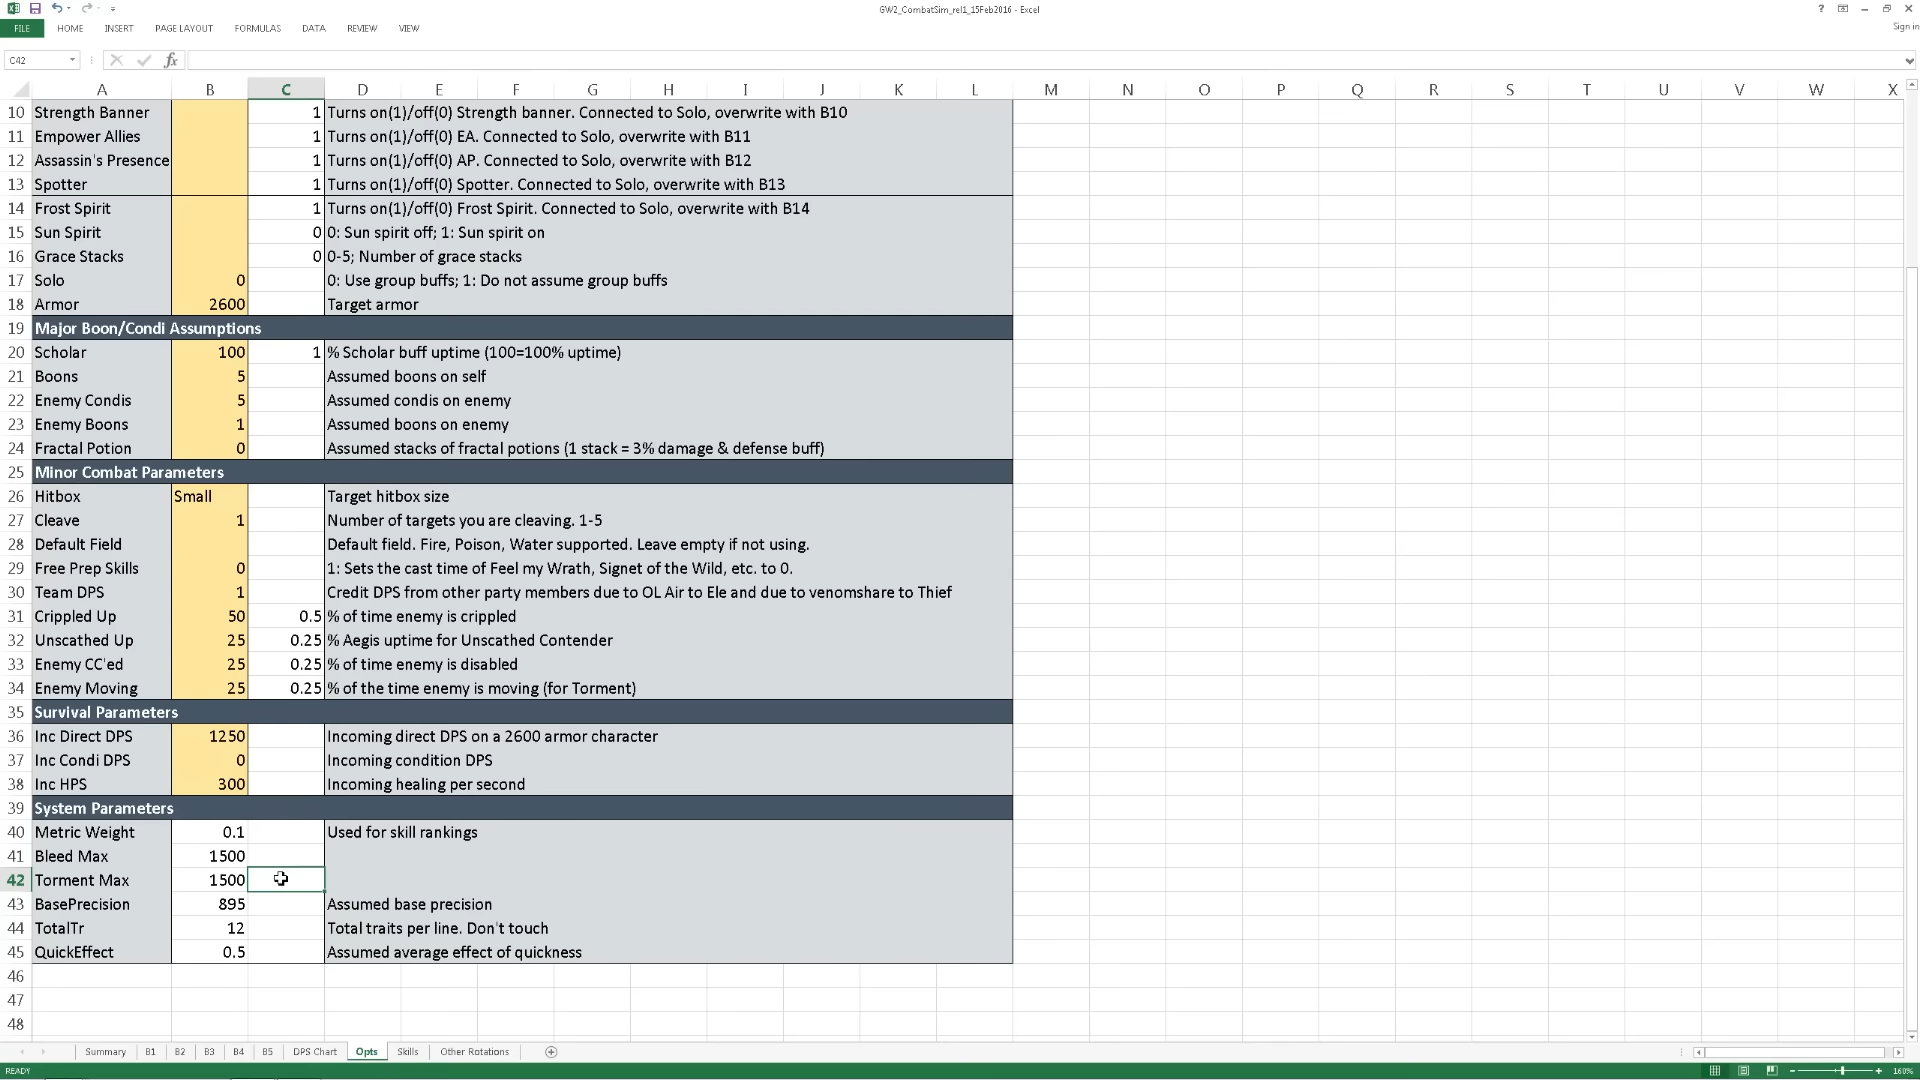 GW2_CombatSim_rel1_15Feb2016 - Excel
FILE HOME INSERT PAGE LAYOUT FORMULAS DATA REVIEW VIEW
Sign in
C42 fx
A B C D E F G H I J K L M N O P Q R S T U V W X
10 Strength Banner 1 Turns on(1)/off(0) Strength banner. Connected to Solo, overwrite with B10
11 Empower Allies 1 Turns on(1)/off(0) EA. Connected to Solo, overwrite with B11
12 Assassin's Presence 1 Turns on(1)/off(0) AP. Connected to Solo, overwrite with B12
13 Spotter 1 Turns on(1)/off(0) Spotter. Connected to Solo, overwrite with B13
14 Frost Spirit 1 Turns on(1)/off(0) Frost Spirit. Connected to Solo, overwrite with B14
15 Sun Spirit 0 0: Sun spirit off; 1: Sun spirit on
16 Grace Stacks 0 0-5; Number of grace stacks
17 Solo 0 0: Use group buffs; 1: Do not assume group buffs
18 Armor 2600 Target armor
19 Major Boon/Condi Assumptions
20 Scholar 100 1 % Scholar buff uptime (100=100% uptime)
21 Boons 5 Assumed boons on self
22 Enemy Condis 5 Assumed condis on enemy
23 Enemy Boons 1 Assumed boons on enemy
24 Fractal Potion 0 Assumed stacks of fractal potions (1 stack = 3% damage & defense buff)
25 Minor Combat Parameters
26 Hitbox Small Target hitbox size
27 Cleave 1 Number of targets you are cleaving. 1-5
28 Default Field Default field. Fire, Poison, Water supported. Leave empty if not using.
29 Free Prep Skills 0 1: Sets the cast time of Feel my Wrath, Signet of the Wild, etc. to 0.
30 Team DPS 1 Credit DPS from other party members due to OL Air to Ele and due to venomshare to Thief
31 Crippled Up 50 0.5 % of time enemy is crippled
32 Unscathed Up 25 0.25 % Aegis uptime for Unscathed Contender
33 Enemy CC'ed 25 0.25 % of time enemy is disabled
34 Enemy Moving 25 0.25 % of the time enemy is moving (for Torment)
35 Survival Parameters
36 Inc Direct DPS 1250 Incoming direct DPS on a 2600 armor character
37 Inc Condi DPS 0 Incoming condition DPS
38 Inc HPS 300 Incoming healing per second
39 System Parameters
40 Metric Weight 0.1 Used for skill rankings
41 Bleed Max 1500
42 Torment Max 1500
43 BasePrecision 895 Assumed base precision
44 TotalTr 12 Total traits per line. Don't touch
45 QuickEffect 0.5 Assumed average effect of quickness
46
47
48
Summary B1 B2 B3 B4 B5 DPS Chart Opts Skills Other Rotations
READY 160%